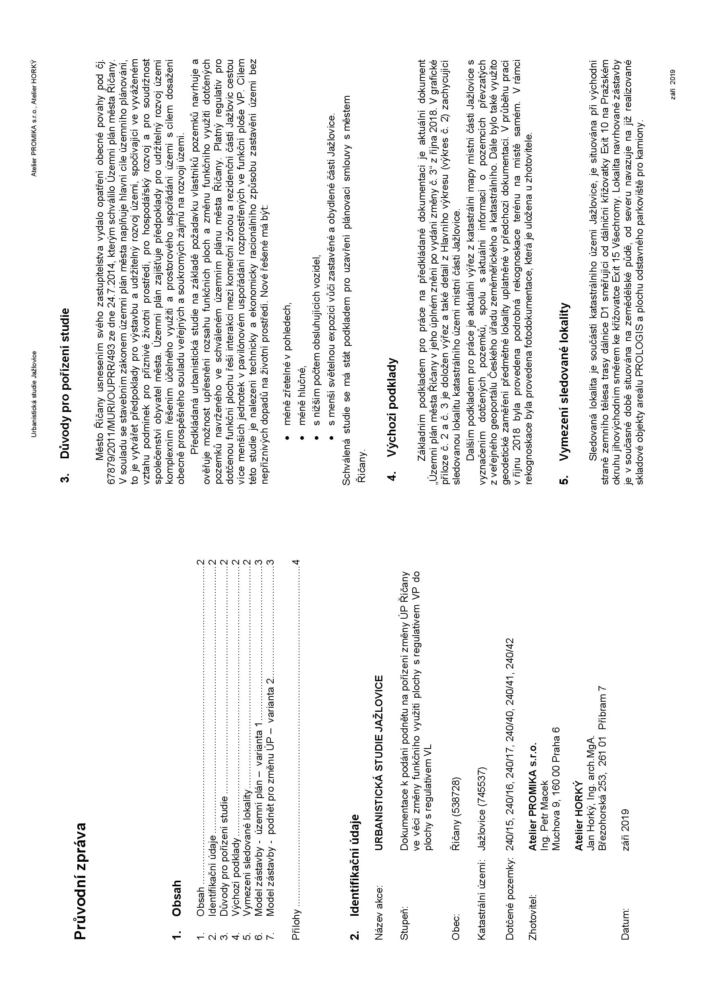 Urbanistická studie Jažlovice
Atelier PROMIKA s.r.o., Atelier HORKÝ
Průvodní zpráva
1. Obsah
1. Obsah ........ 2
2. Identifikační údaje ........ 2
3. Důvody pro pořízení studie ........ 2
4. Výchozí podklady ........ 2
5. Vymezení sledované lokality ........ 2
6. Model zástavby - územní plán – varianta 1 ........ 3
7. Model zástavby - podnět pro změnu ÚP – varianta 2 ........ 3
Přílohy ........ 4
2. Identifikační údaje
Název akce: URBANISTICKÁ STUDIE JAŽLOVICE
Stupeň: Dokumentace k podání podnětu na pořízení změny ÚP Říčany
ve věci změny funkčního využití plochy s regulativem VP do
plochy s regulativem VL
Obec: Říčany (538728)
Katastrální území: Jažlovice (745537)
Dotčené pozemky: 240/15, 240/16, 240/17, 240/40, 240/41, 240/42
Zhotovitel: Atelier PROMIKA s.r.o.
Ing. Petr Macek
Muchova 9, 160 00 Praha 6
Atelier HORKÝ
Jan Horký, Ing. arch.MgA.
Březohorská 253, 261 01 Příbram 7
Datum: září 2019
3. Důvody pro pořízení studie
Město Říčany usnesením svého zastupitelstva vydalo opatření obecné povahy pod čj.
67879/2011/MURI/OUPRR/493 ze dne 24.7.2014, kterým schválilo Územní plán města Říčany.
V souladu se stavebním zákonem územní plán města naplňuje hlavní cíle územního plánování,
to je vytvářet předpoklady pro výstavbu a udržitelný rozvoj území, spočívající ve vyváženém
vztahu podmínek pro příznivé životní prostředí, pro hospodářský rozvoj a pro soudržnost
společenství obyvatel města. Územní plán zajišťuje předpoklady pro udržitelný rozvoj území
komplexním řešením účelného využití a prostorového uspořádání území s cílem dosažení
obecně prospěšného souladu veřejných a soukromých zájmů na rozvoji území.
Předkládaná urbanistická studie na základě požadavku vlastníků pozemků navrhuje a
ověřuje možnost upřesnění rozsahu funkčních ploch a změnu funkčního využití dotčených
pozemků navrženého ve schváleném územním plánu města Říčany. Platný regulativ pro
dotčenou funkční plochu řeší interakci mezi komerční zónou a rezidenční částí Jažlovic cestou
více menších jednotek v pavilónovém uspořádání rozprostřených ve funkční ploše VP. Cílem
této studie je nalezení technicky a ekonomicky racionálního způsobu zastavění území bez
nepříznivých dopadů na životní prostředí. Nové řešené má být:
• méně zřetelné v pohledech,
• méně hlučné,
• s nižším počtem obsluhujících vozidel,
• s menší světelnou expozicí vůči zastavěné a obydlené části Jažlovice.
Schválená studie se má stát podkladem pro uzavření plánovací smlouvy s městem
Říčany.
4. Výchozí podklady
Základním podkladem pro práce na předkládané dokumentaci je aktuální dokument
„Územní plán města Říčany v jeho úplném znění po vydání změny č. 3“ z října 2018. V grafické
příloze č. 2 a č. 3 je doložen výřez a také detail z Hlavního výkresu (výkres č. 2) zachycující
sledovanou lokalitu katastrálního území místní části Jažlovice.
Dalším podkladem pro práce je aktuální výřez z katastrální mapy místní části Jažlovice s
vyznačením dotčených pozemků, spolu s aktuální informací o pozemcích převzatých
z veřejného geoportálu Českého úřadu zeměměřického a katastrálního. Dále bylo také využito
geodetické zaměření předmětné lokality uplatněné v předchozí dokumentaci. V průběhu prací
v říjnu 2018 byla provedena podrobná rekognoskace terénu na místě samém. V rámci
rekognoskace byla provedena fotodokumentace, která je uložena u zhotovitele.
5. Vymezení sledované lokality
Sledovaná lokalita je součástí katastrálního území Jažlovice, je situována při východní
straně zemního tělesa trasy dálnice D1 směřující od dálniční křižovatky Exit 10 na Pražském
okruhu jihovýchodním směrem ke křižovatce Exit 15 Všechromy. Lokalita navrhované zástavby
je v současné době situována na zemědělské půdě, od severu navazuje na již realizované
skladové objekty areálu PROLOGIS a plochu odstavného parkoviště pro kamiony.
září 2019